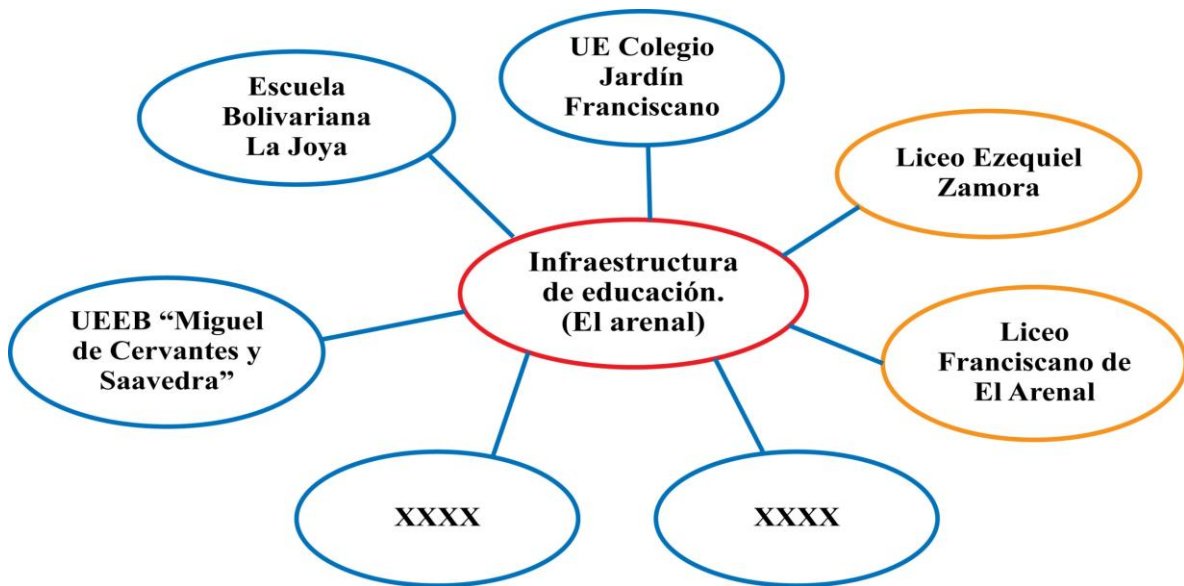 UE Colegio
Jardín
Franciscano
Escuela
Bolivariana
La Joya
Liceo Ezequiel
Zamora
Infraestructura
de educación.
(El arenal)
UEEB “Miguel
de Cervantes y
Saavedra”
Liceo
Franciscano de
El Arenal
XXXX
XXXX